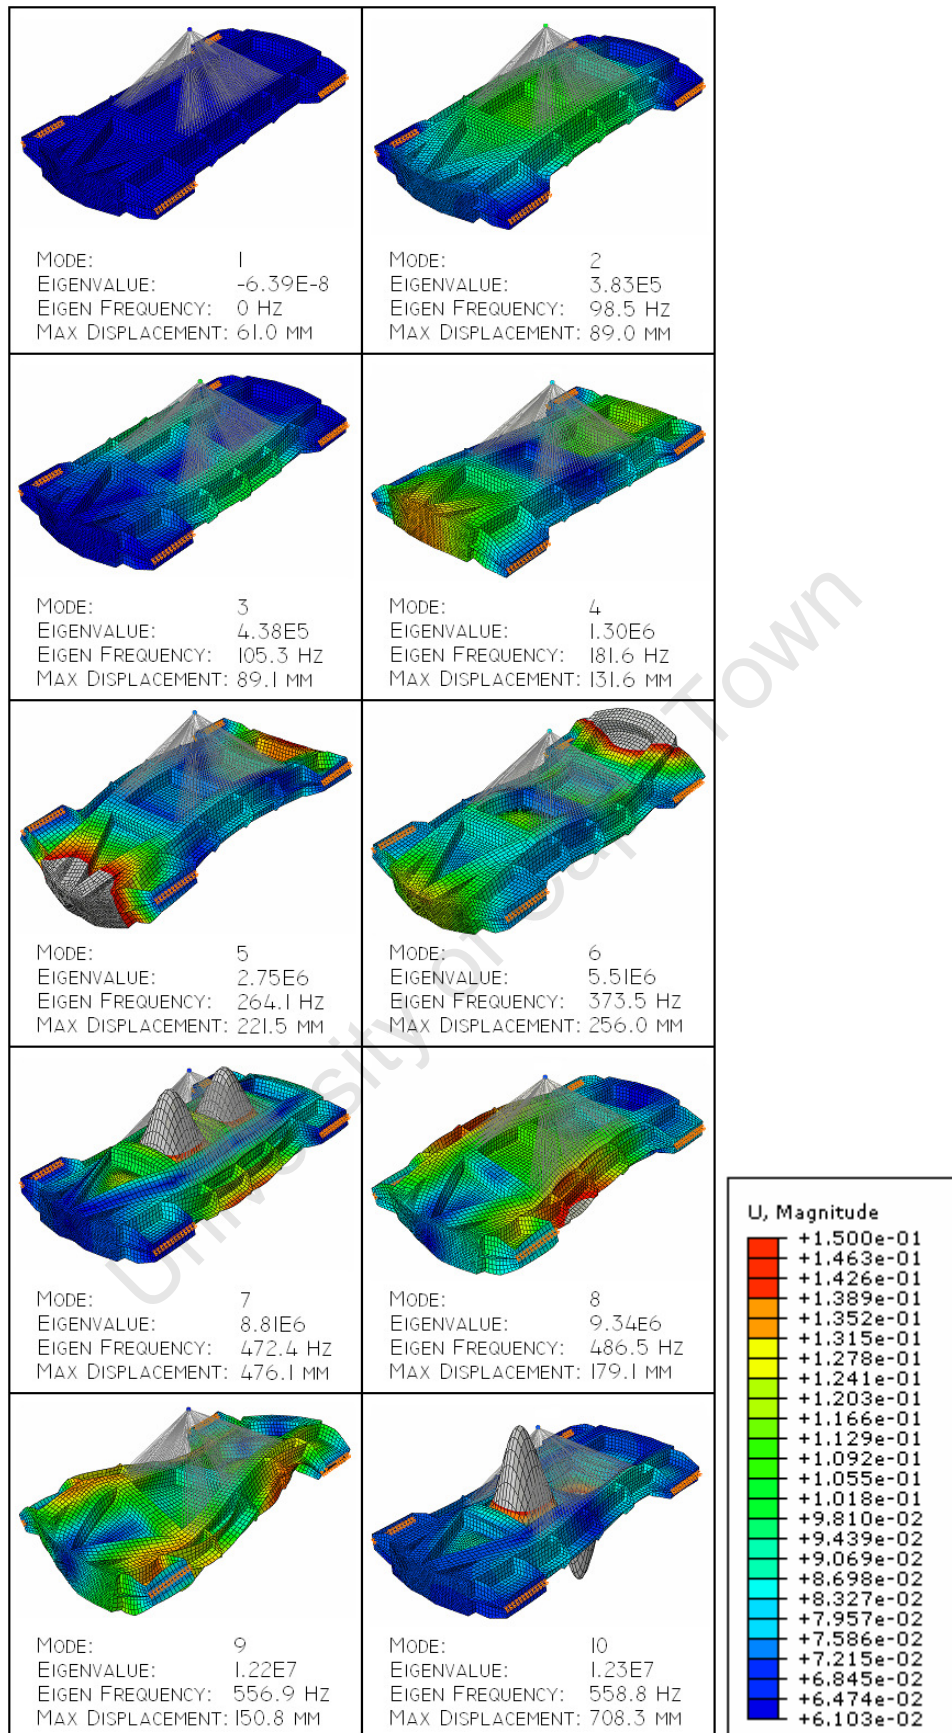 MODE: 1
EIGENVALUE: -6.39E-8
EIGEN FREQUENCY: 0 HZ
MAX DISPLACEMENT: 61.0 MM
MODE: 2
EIGENVALUE: 3.83E5
EIGEN FREQUENCY: 98.5 HZ
MAX DISPLACEMENT: 89.0 MM
MODE: 3
EIGENVALUE: 4.38E5
EIGEN FREQUENCY: 105.3 HZ
MAX DISPLACEMENT: 89.1 MM
MODE: 4
EIGENVALUE: 1.30E6
EIGEN FREQUENCY: 181.6 HZ
MAX DISPLACEMENT: 131.6 MM
MODE: 5
EIGENVALUE: 2.75E6
EIGEN FREQUENCY: 264.1 HZ
MAX DISPLACEMENT: 221.5 MM
MODE: 6
EIGENVALUE: 5.51E6
EIGEN FREQUENCY: 373.5 HZ
MAX DISPLACEMENT: 256.0 MM
MODE: 7
EIGENVALUE: 8.81E6
EIGEN FREQUENCY: 472.4 HZ
MAX DISPLACEMENT: 476.1 MM
MODE: 8
EIGENVALUE: 9.34E6
EIGEN FREQUENCY: 486.5 HZ
MAX DISPLACEMENT: 179.1 MM
MODE: 9
EIGENVALUE: 1.22E7
EIGEN FREQUENCY: 556.9 HZ
MAX DISPLACEMENT: 150.8 MM
MODE: 10
EIGENVALUE: 1.23E7
EIGEN FREQUENCY: 558.8 HZ
MAX DISPLACEMENT: 708.3 MM
U, Magnitude
+1.500e-01
+1.463e-01
+1.426e-01
+1.389e-01
+1.352e-01
+1.315e-01
+1.278e-01
+1.241e-01
+1.203e-01
+1.166e-01
+1.129e-01
+1.092e-01
+1.055e-01
+1.018e-01
+9.810e-02
+9.439e-02
+9.069e-02
+8.698e-02
+8.327e-02
+7.957e-02
+7.586e-02
+7.215e-02
+6.845e-02
+6.474e-02
+6.103e-02
University of Cape Town